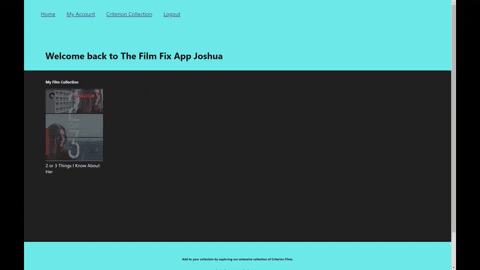 Home My Account Criterion Collection Logout
Welcome back to The Film Fix App Joshua
My Film Collection
2 or 3 Things I Know About
Her
Add to your collection by exploring our extensive collection of Criterion Films.